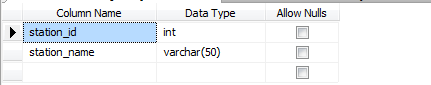 Column Name Data Type Allow Nulls
station_id int
station_name varchar(50)